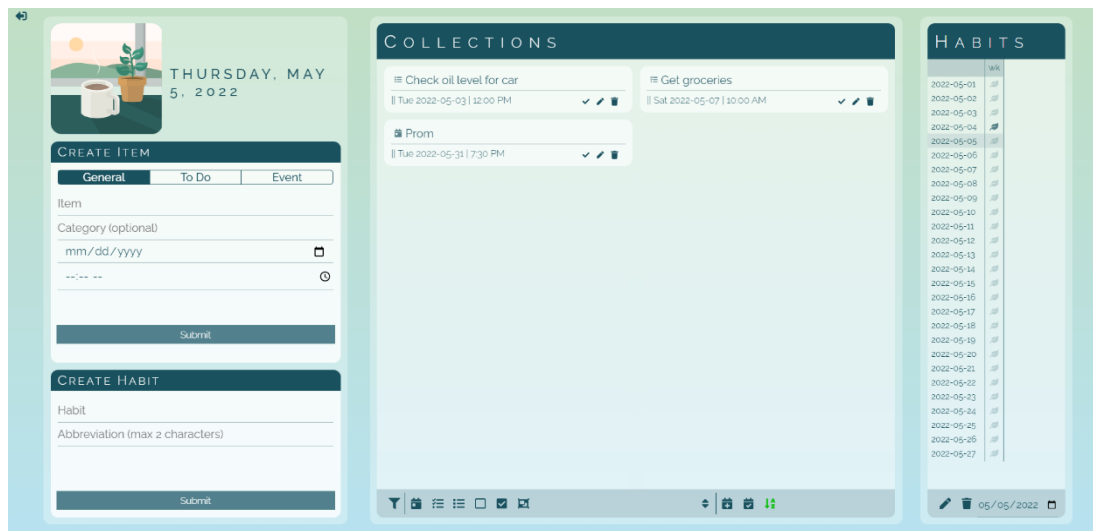 THURSDAY, MAY
5, 2022
CREATE ITEM
General To Do Event
Item
Category (optional)
mm/dd/yyyy
--:-- --
Submit
CREATE HABIT
Habit
Abbreviation (max 2 characters)
Submit
COLLECTIONS
Check oil level for car
|| Tue 2022-05-03 | 12:00 PM
Get groceries
|| Sat 2022-05-07 | 10:00 AM
Prom
|| Tue 2022-05-31 | 7:30 PM
HABITS
wk
2022-05-01
2022-05-02
2022-05-03
2022-05-04
2022-05-05
2022-05-06
2022-05-07
2022-05-08
2022-05-09
2022-05-10
2022-05-11
2022-05-12
2022-05-13
2022-05-14
2022-05-15
2022-05-16
2022-05-17
2022-05-18
2022-05-19
2022-05-20
2022-05-21
2022-05-22
2022-05-23
2022-05-24
2022-05-25
2022-05-26
2022-05-27
05/05/2022